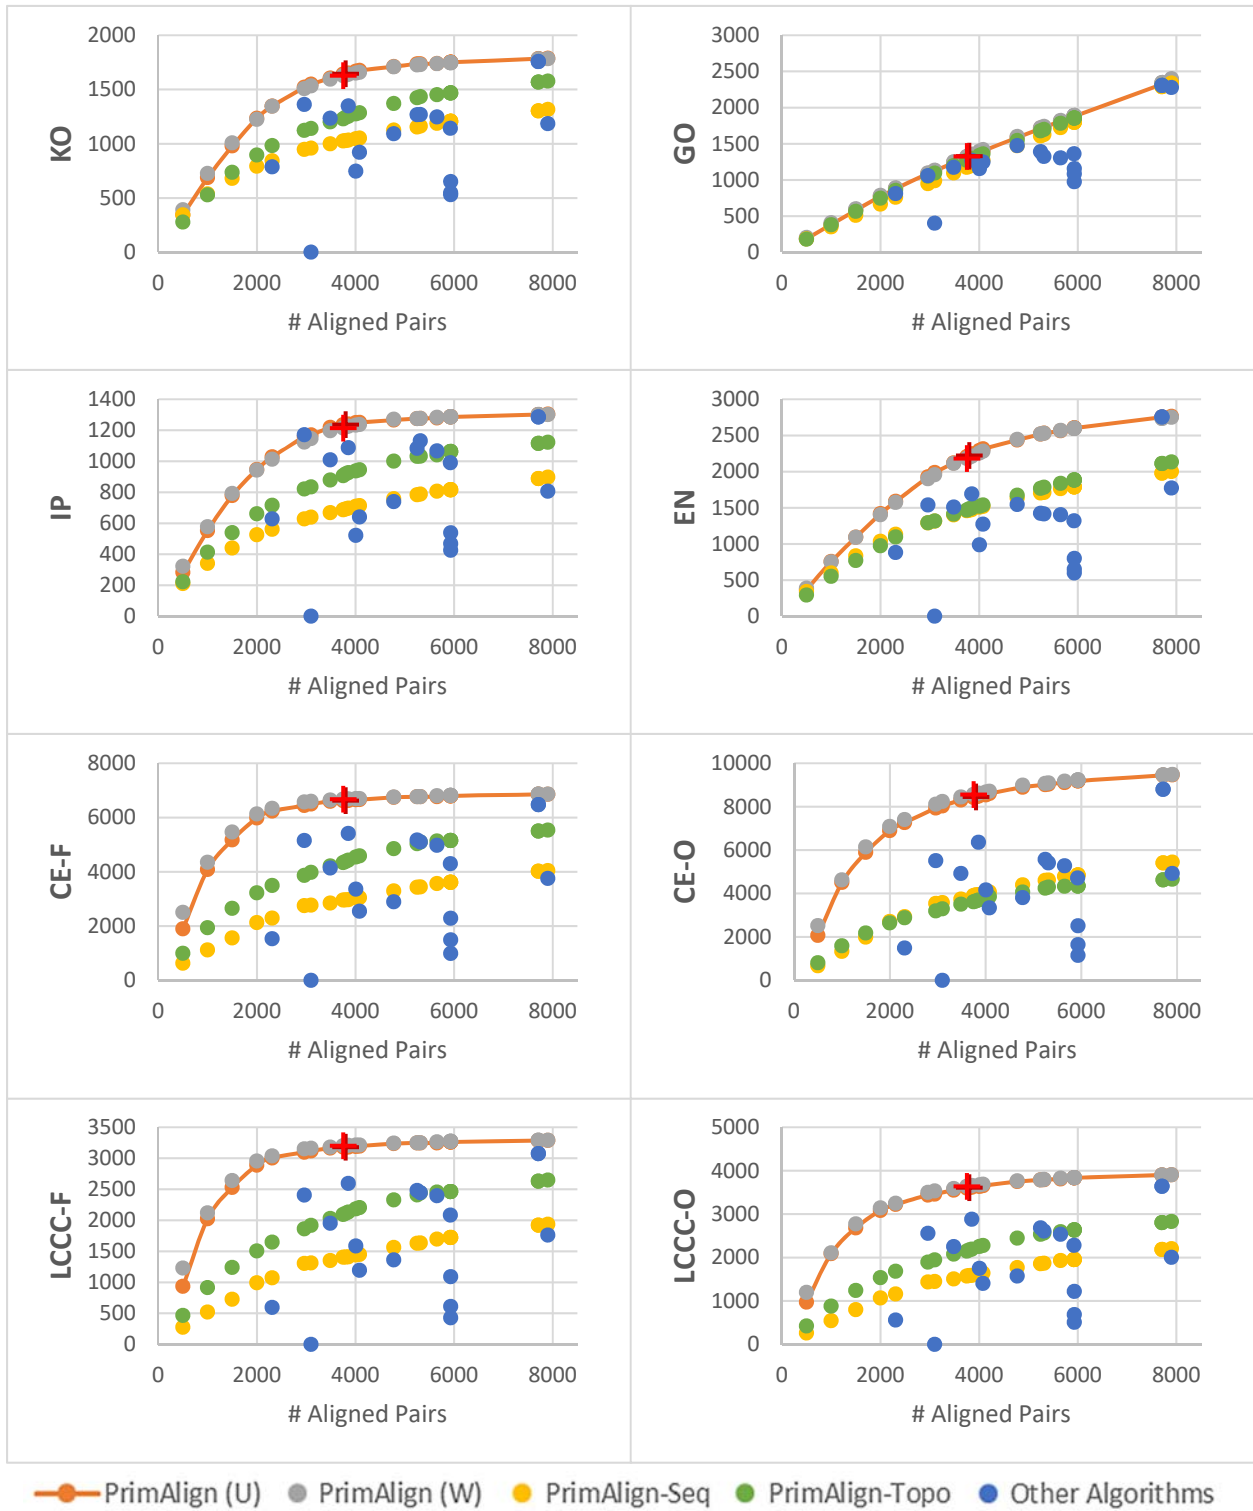 2000
1500
1000
500
0
KO
0 2000 4000 6000 8000
# Aligned Pairs
3000
2500
2000
1500
1000
500
0
GO
0 2000 4000 6000 8000
# Aligned Pairs
1400
1200
1000
800
600
400
200
0
IP
0 2000 4000 6000 8000
# Aligned Pairs
3000
2500
2000
1500
1000
500
0
EN
0 2000 4000 6000 8000
# Aligned Pairs
8000
6000
4000
2000
0
CE-F
0 2000 4000 6000 8000
# Aligned Pairs
10000
8000
6000
4000
2000
0
CE-O
0 2000 4000 6000 8000
# Aligned Pairs
3500
3000
2500
2000
1500
1000
500
0
LCCC-F
0 2000 4000 6000 8000
# Aligned Pairs
5000
4000
3000
2000
1000
0
LCCC-O
0 2000 4000 6000 8000
# Aligned Pairs
PrimAlign (U) PrimAlign (W) PrimAlign-Seq PrimAlign-Topo Other Algorithms